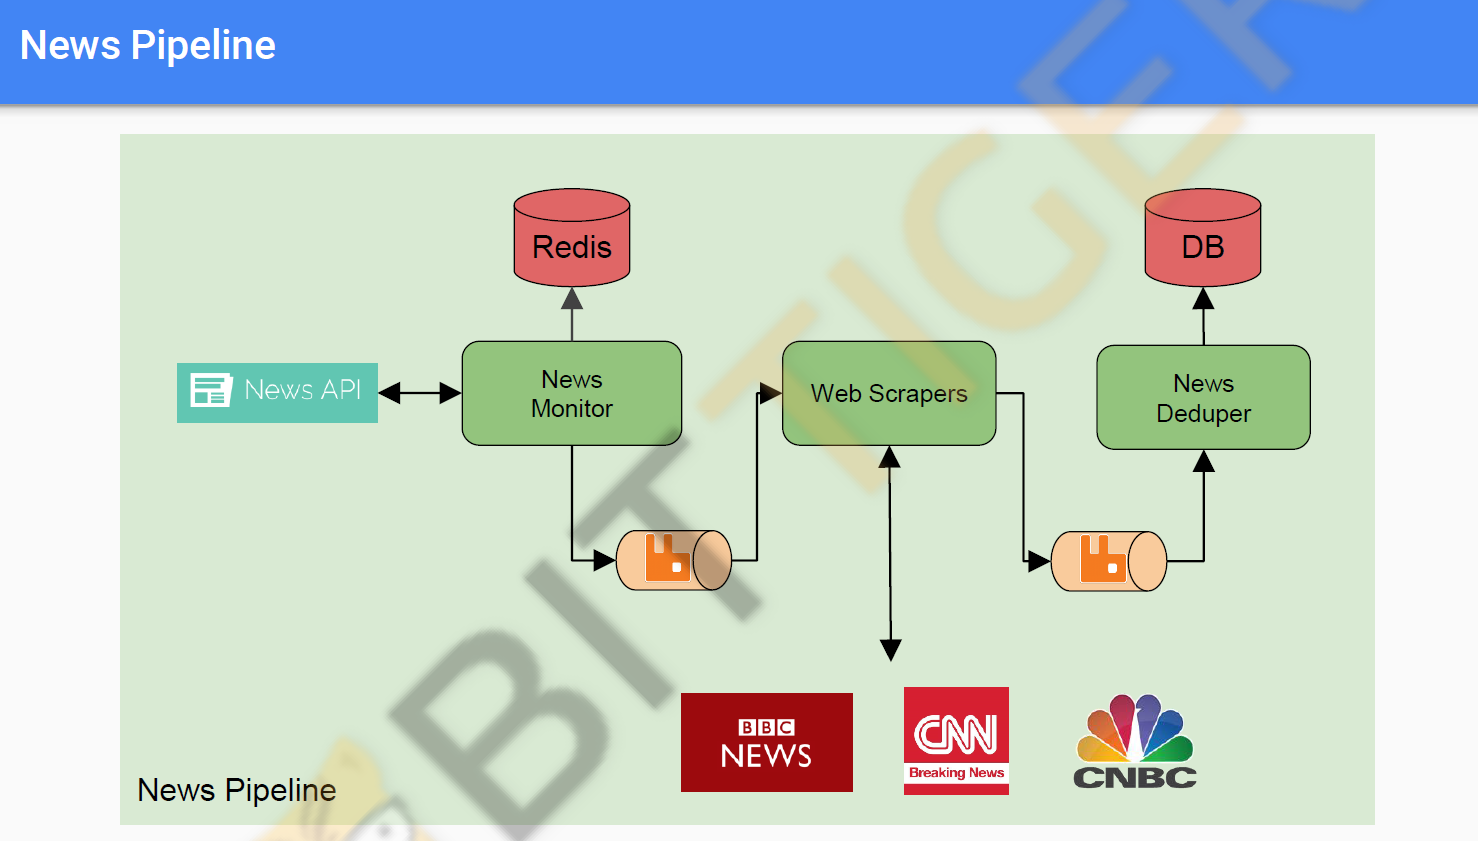 News Pipeline
Redis
DB
News API
News
Monitor
Web Scrapers
News
Deduper
BBC
NEWS
CNN
Breaking News
CNBC
News Pipeline
BITTIGER